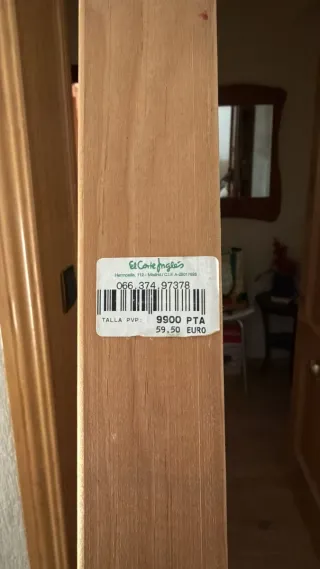 El Corte Inglés
066.374.97378
TALLA PVP: 9900 PTA
59.50 EURO